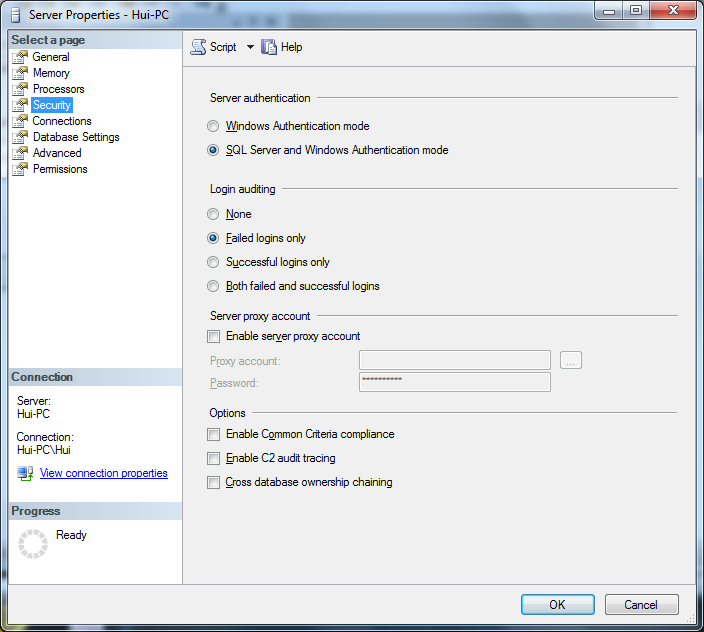 Server Properties - Hui-PC
Select a page
General
Memory
Processors
Security
Connections
Database Settings
Advanced
Permissions
Connection
Server:
Hui-PC
Connection:
Hui-PC\Hui
View connection properties
Progress
Ready
Script Help
Server authentication
Windows Authentication mode
SQL Server and Windows Authentication mode
Login auditing
None
Failed logins only
Successful logins only
Both failed and successful logins
Server proxy account
Enable server proxy account
Proxy account:
...
Password: **********
Options
Enable Common Criteria compliance
Enable C2 audit tracing
Cross database ownership chaining
OK Cancel